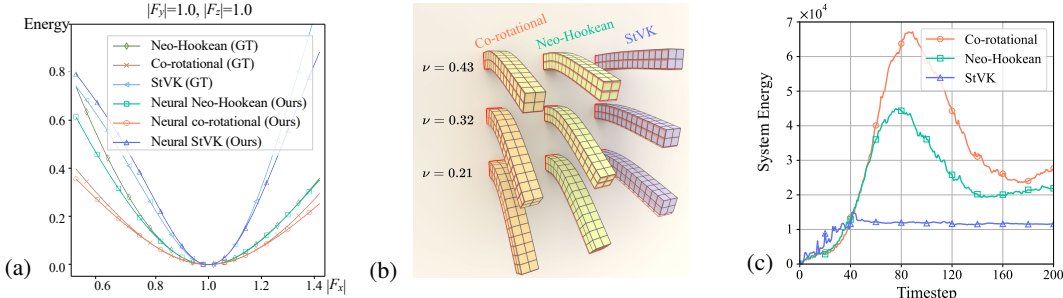 |F_y|=1.0, |F_z|=1.0
Energy
Neo-Hookean (GT)
Co-rotational (GT)
StVK (GT)
Neural Neo-Hookean (Ours)
Neural co-rotational (Ours)
Neural StVK (Ours)
0.8
0.6
0.4
0.2
0.0
0.6
0.8
1.0
1.2
1.4
|F_x|
(a)
Co-rotational
Neo-Hookean
StVK
ν = 0.43
ν = 0.32
ν = 0.21
(b)
×10⁴
System Energy
7
6
5
4
3
2
1
0
Co-rotational
Neo-Hookean
StVK
0
40
80
120
160
200
Timestep
(c)